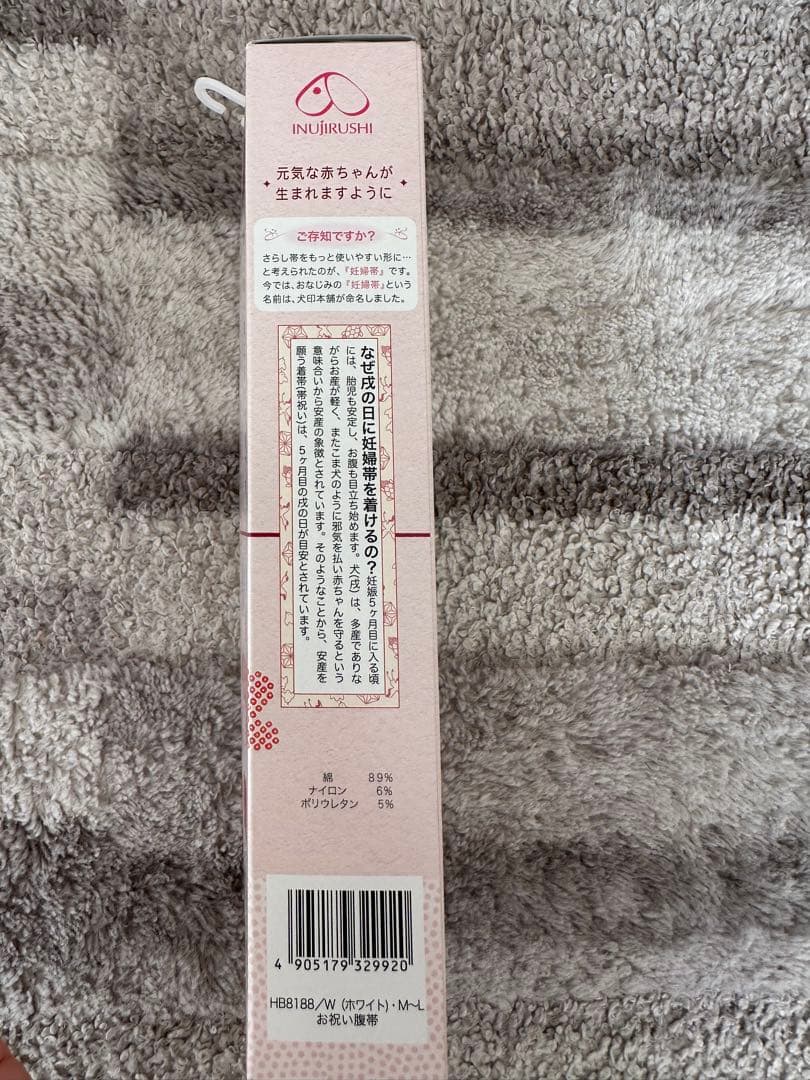 INUJIRUSHI
元気な赤ちゃんが
生まれますように
ご存知ですか？
さらし帯をもっと使いやすい形に…
と考えられたのが、『妊婦帯』です。
今では、おなじみの『妊婦帯』という
名前は、犬印本舗が命名しました。
なぜ戌の日に妊婦帯を着けるの？妊娠5ヶ月目に入る頃
には、胎児も安定し、お腹も目立ち始めます。犬(戌)は、多産でありな
がらお産が軽く、またこま犬のように邪気を払い赤ちゃんを守るという
意味合いから安産の象徴とされています。そのようなことから、安産を
願う着帯(帯祝い)は、5ヶ月目の戌の日が目安とされています。
綿 89%
ナイロン 6%
ポリウレタン 5%
4 905179 329920
HB8188／W（ホワイト）・M〜L
お祝い腹帯